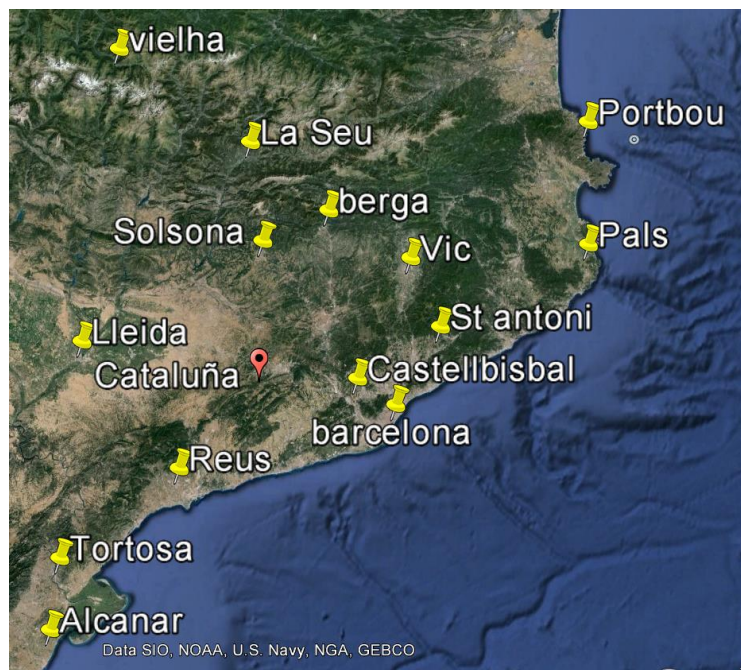 vielha
Portbou
La Seu
berga
Solsona
Vic
Pals
St antoni
Lleida
Cataluña
Castellbisbal
barcelona
Reus
Tortosa
Alcanar
Data SIO, NOAA, U.S. Navy, NGA, GEBCO